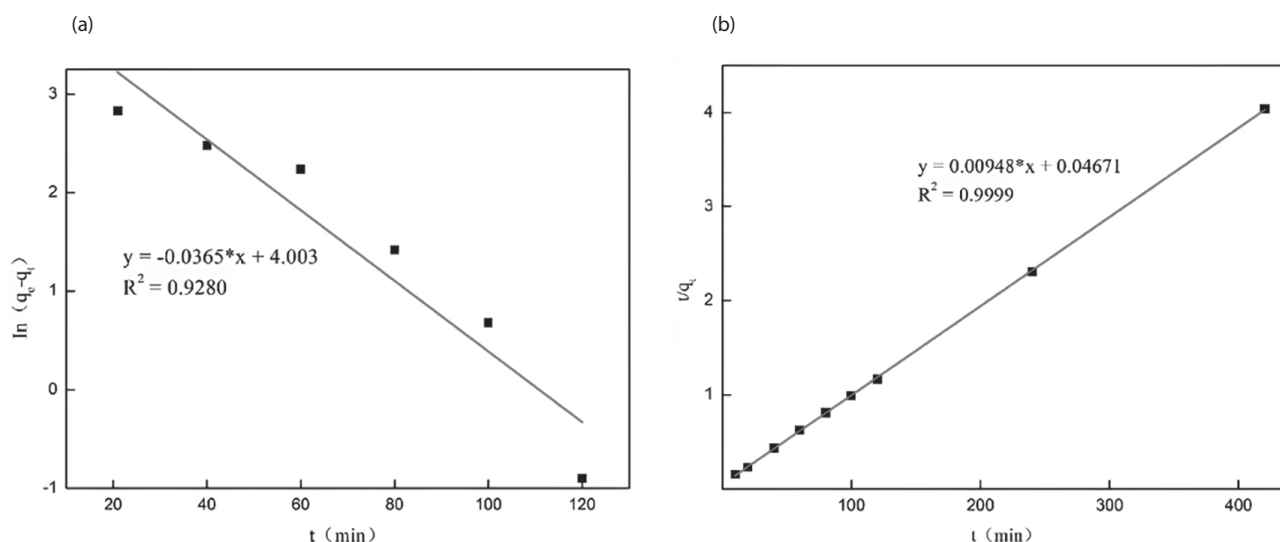 (a)
(b)
3
2
1
0
-1
20 40 60 80 100 120
ln（qe-qt）
t（min）
y = -0.0365*x + 4.003
R² = 0.9280
4
3
2
1
100 200 300 400
t/qt
t（min）
y = 0.00948*x + 0.04671
R² = 0.9999